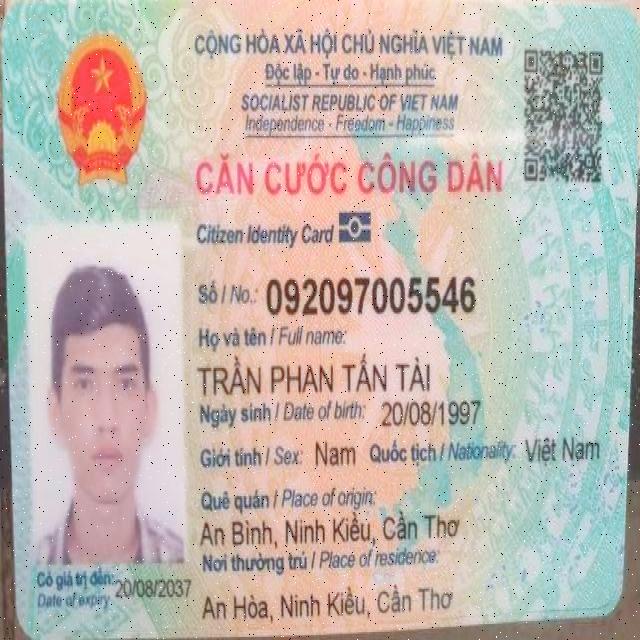 CỘNG HÒA XÃ HỘI CHỦ NGHĨA VIỆT NAM
Độc lập - Tự do - Hạnh phúc
SOCIALIST REPUBLIC OF VIET NAM
Independence - Freedom - Happiness
CĂN CƯỚC CÔNG DÂN
Citizen Identity Card
Số / No.: 092097005546
Họ và tên / Full name:
TRẦN PHAN TẤN TÀI
Ngày sinh / Date of birth: 20/08/1997
Giới tính / Sex: Nam Quốc tịch / Nationality: Việt Nam
Quê quán / Place of origin:
An Bình, Ninh Kiều, Cần Thơ
Nơi thường trú / Place of residence:
An Hòa, Ninh Kiều, Cần Thơ
Có giá trị đến: 20/08/2037
Date of expiry: